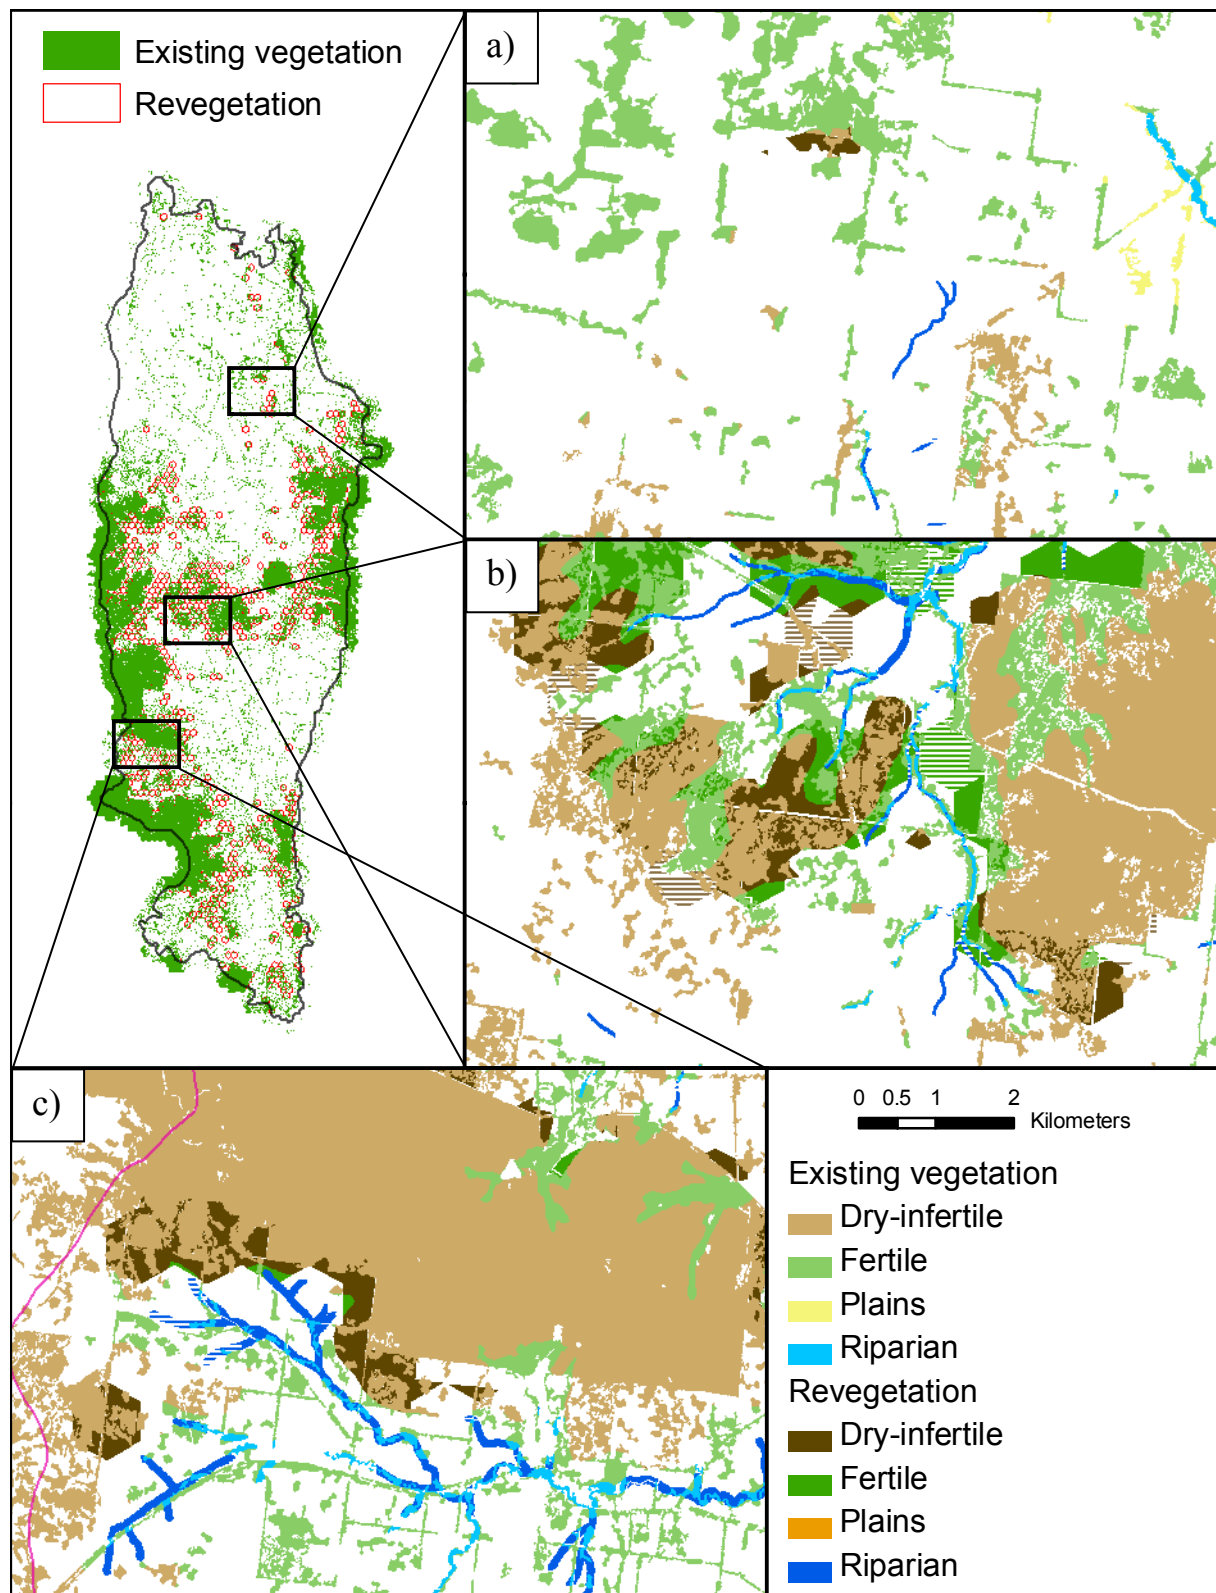 Existing vegetation
Revegetation
a)
b)
c)
0 0.5 1 2
Kilometers
Existing vegetation
Dry-infertile
Fertile
Plains
Riparian
Revegetation
Dry-infertile
Fertile
Plains
Riparian